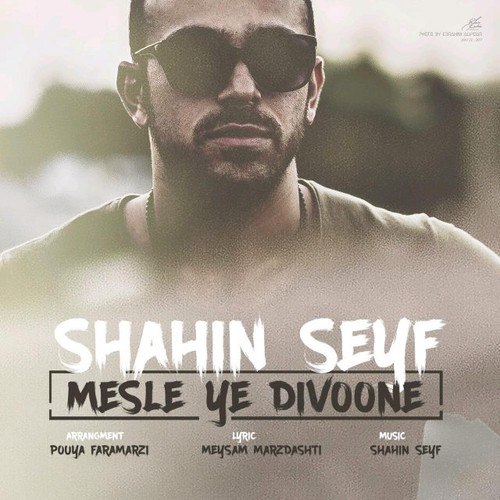 SHAHIN SEYF
MESLE YE DIVOONE
ARRANGMENT
POUYA FARAMARZI
LYRIC
MEYSAM MARZDASHTI
MUSIC
SHAHIN SEYF